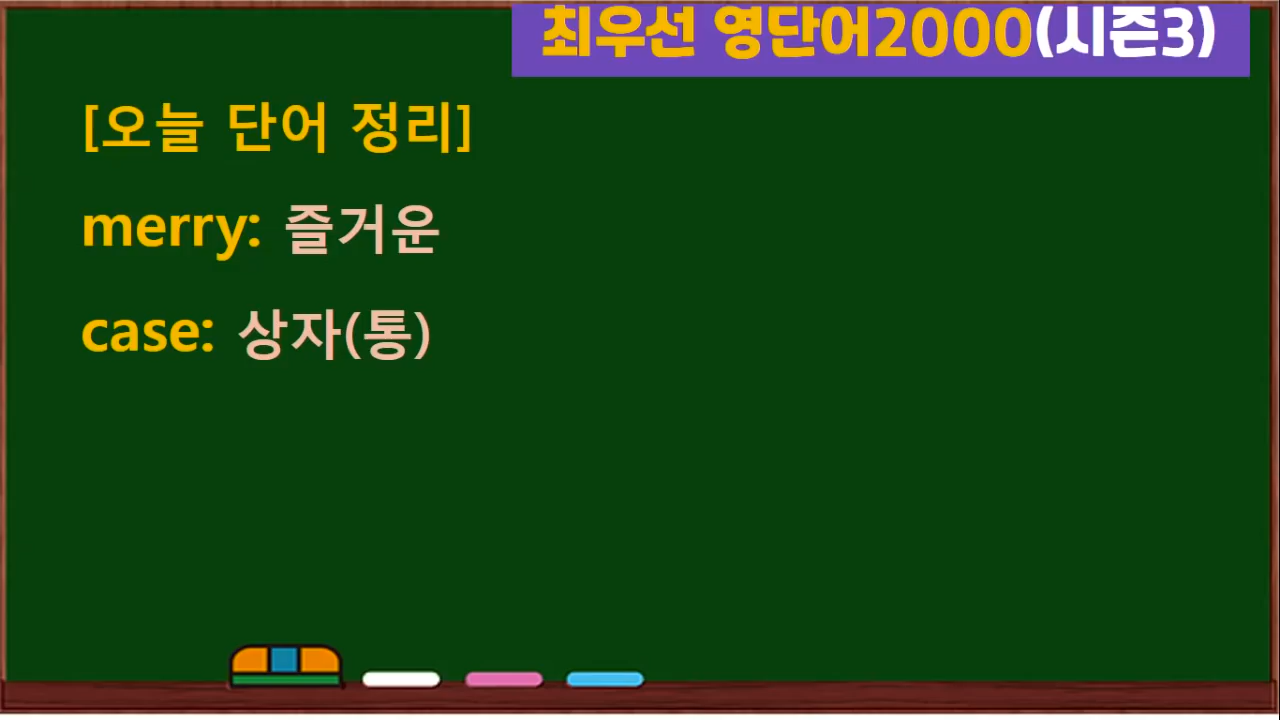 최우선 영단어2000(시즌3)
[오늘 단어 정리]
merry: 즐거운
case: 상자(통)